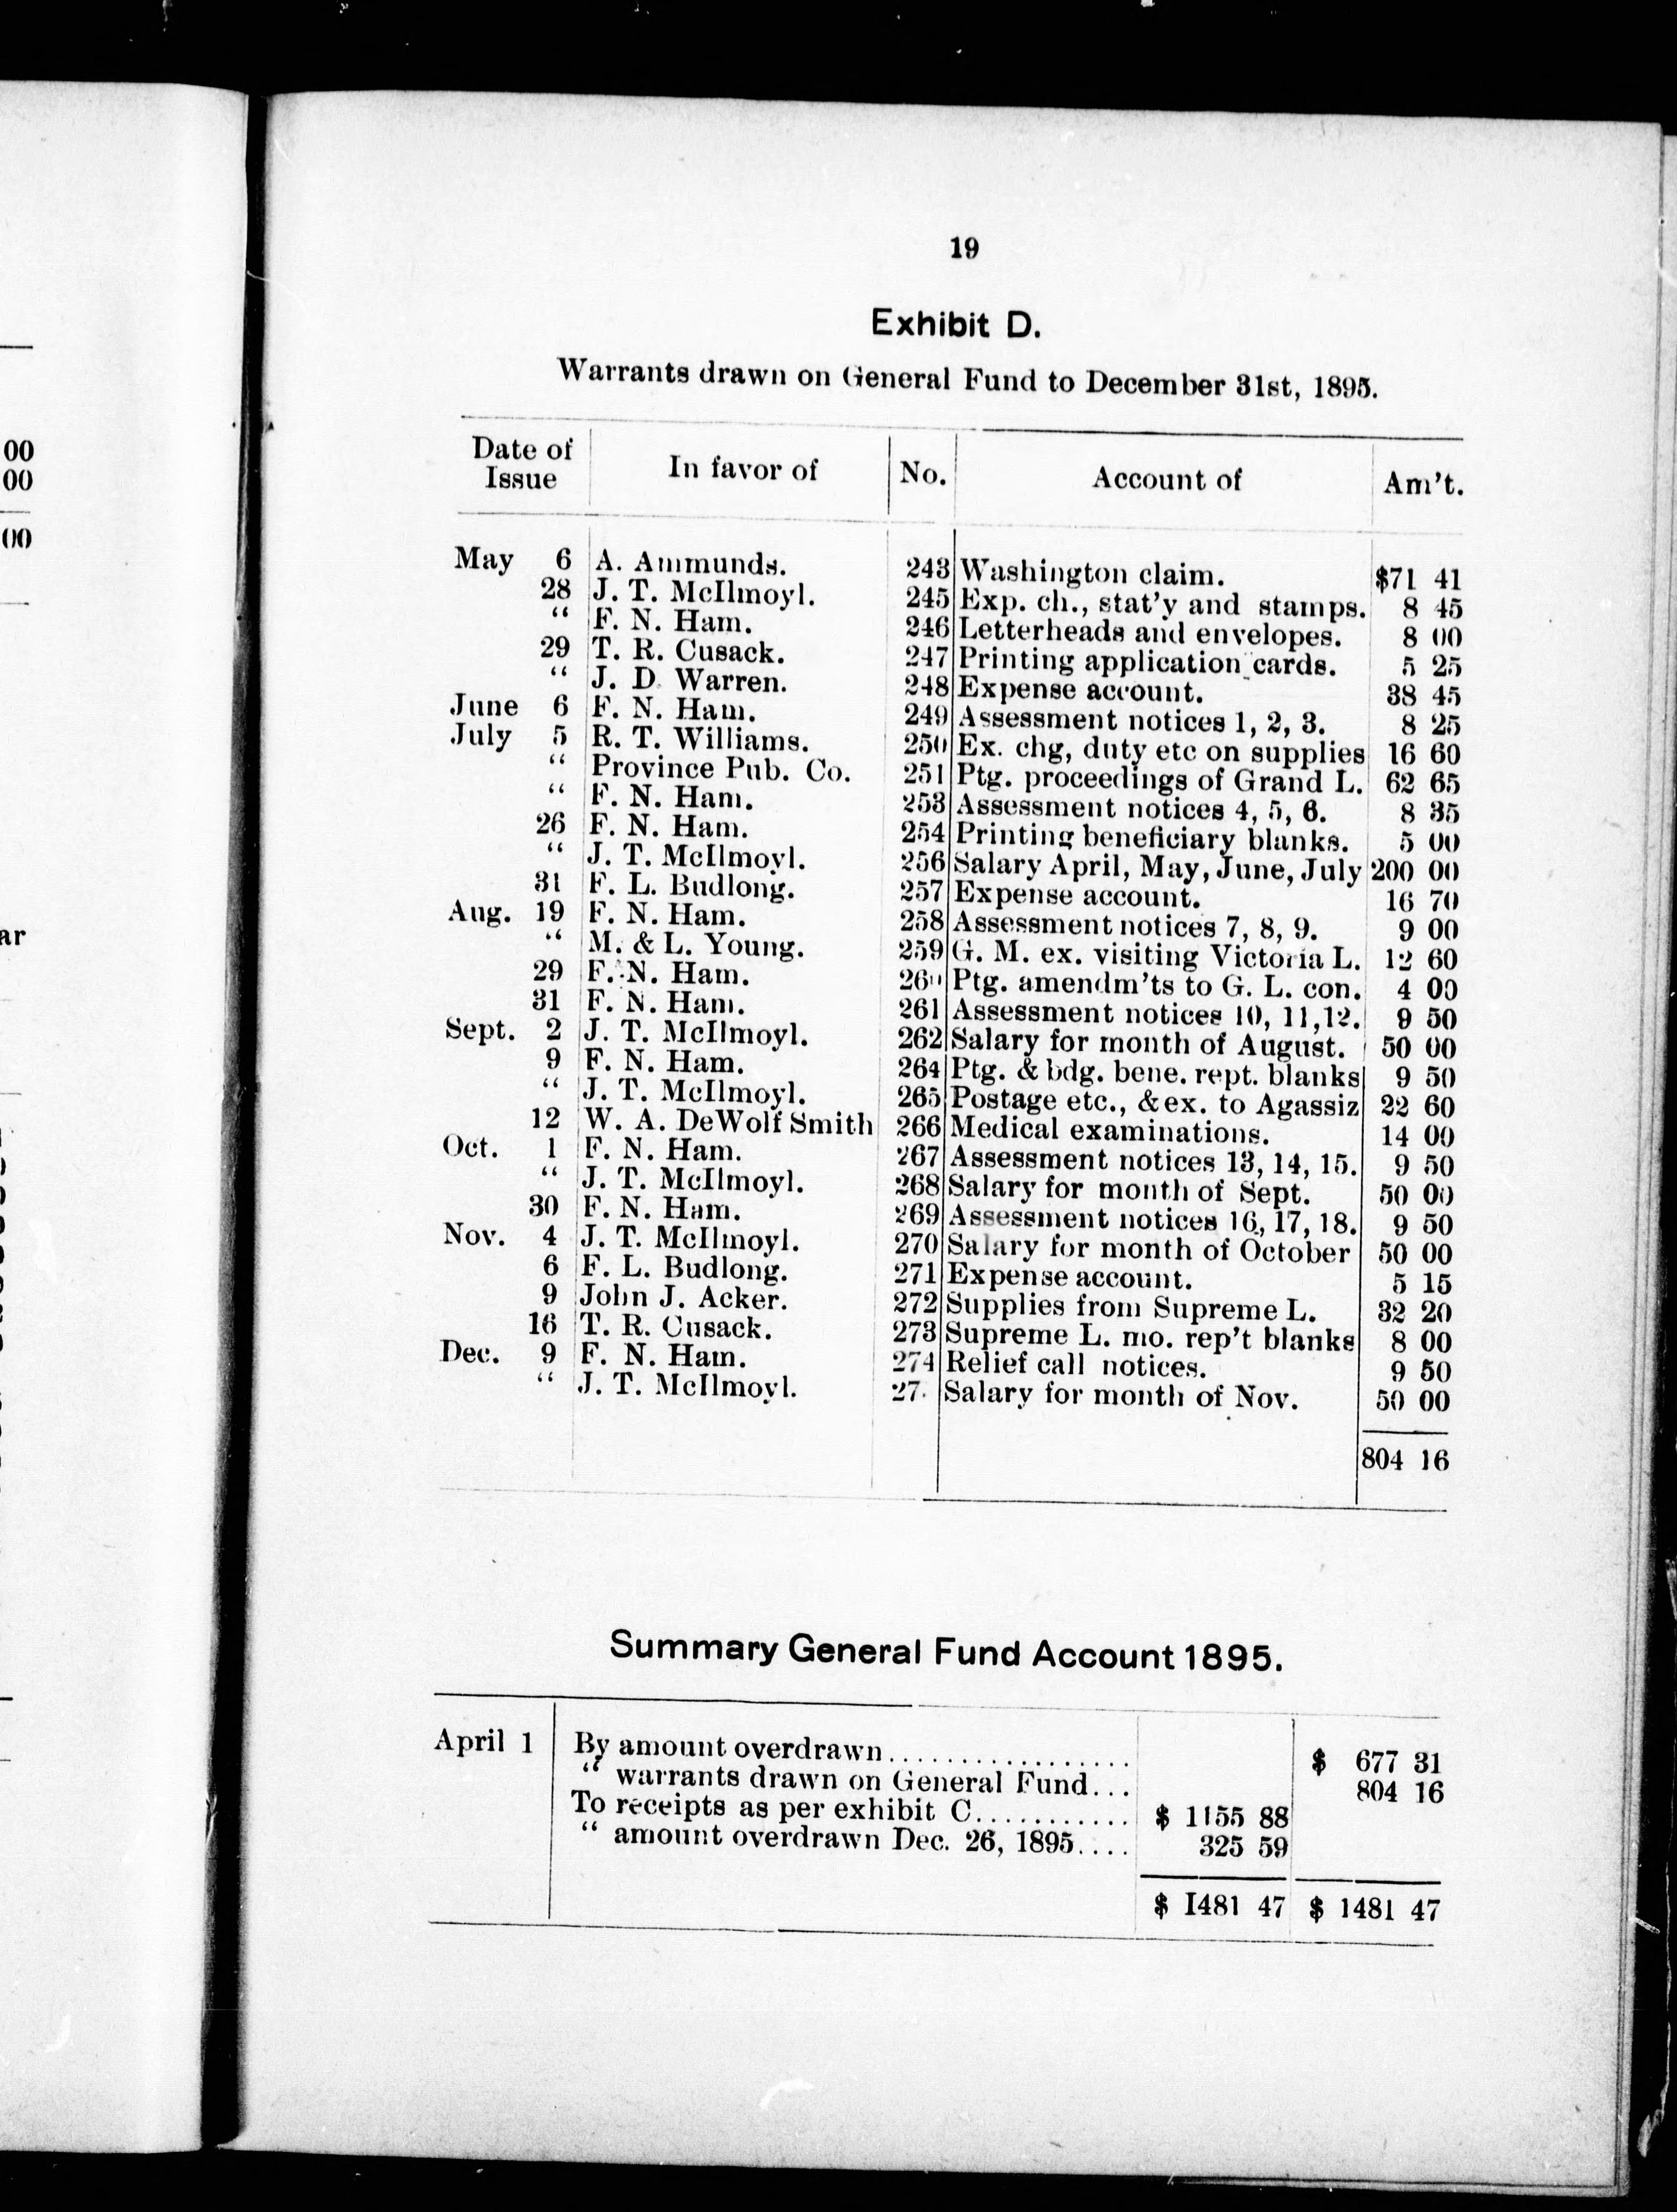 19
Exhibit D.
Warrants drawn on General Fund to December 31st, 1895.
Date of Issue | In favor of | No. | Account of | Am't.
May 6 A. Ammunds. 243 Washington claim. $71 41
28 J. T. McIlmoyl. 245 Exp. ch., stat'y and stamps. 8 45
“ F. N. Ham. 246 Letterheads and envelopes. 8 00
29 T. R. Cusack. 247 Printing application cards. 5 25
“ J. D. Warren. 248 Expense account. 38 45
June 6 F. N. Ham. 249 Assessment notices 1, 2, 3. 8 25
July 5 R. T. Williams. 250 Ex. chg, duty etc on supplies 16 60
“ Province Pub. Co. 251 Ptg. proceedings of Grand L. 62 65
“ F. N. Ham. 253 Assessment notices 4, 5, 6. 8 35
26 F. N. Ham. 254 Printing beneficiary blanks. 5 00
“ J. T. McIlmoyl. 256 Salary April, May, June, July 200 00
31 F. L. Budlong. 257 Expense account. 16 70
Aug. 19 F. N. Ham. 258 Assessment notices 7, 8, 9. 9 00
“ M. & L. Young. 259 G. M. ex. visiting Victoria L. 12 60
29 F. N. Ham. 260 Ptg. amendm'ts to G. L. con. 4 00
31 F. N. Ham. 261 Assessment notices 10, 11, 12. 9 50
Sept. 2 J. T. McIlmoyl. 262 Salary for month of August. 50 00
9 F. N. Ham. 264 Ptg. & bdg. bene. rept. blanks 9 50
“ J. T. McIlmoyl. 265 Postage etc., & ex. to Agassiz 22 60
12 W. A. DeWolf Smith 266 Medical examinations. 14 00
Oct. 1 F. N. Ham. 267 Assessment notices 13, 14, 15. 9 50
“ J. T. McIlmoyl. 268 Salary for month of Sept. 50 00
30 F. N. Ham. 269 Assessment notices 16, 17, 18. 9 50
Nov. 4 J. T. McIlmoyl. 270 Salary for month of October 50 00
6 F. L. Budlong. 271 Expense account. 5 15
9 John J. Acker. 272 Supplies from Supreme L. 32 20
16 T. R. Cusack. 273 Supreme L. mo. rep't blanks 8 00
Dec. 9 F. N. Ham. 274 Relief call notices. 9 50
“ J. T. McIlmoyl. 27 Salary for month of Nov. 50 00
804 16
Summary General Fund Account 1895.
April 1 By amount overdrawn................. $ 677 31
“ warrants drawn on General Fund... 804 16
To receipts as per exhibit C........... $ 1155 88
“ amount overdrawn Dec. 26, 1895.... 325 59
$ 1481 47 $ 1481 47
00
00
00
ar